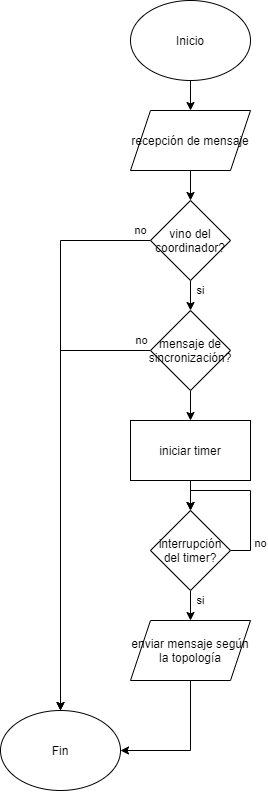 Inicio
recepción de mensaje
no
vino del
coordinador?
si
no
mensaje de
sincronización?
iniciar timer
Interrupción
del timer?
no
si
enviar mensaje según
la topología
Fin